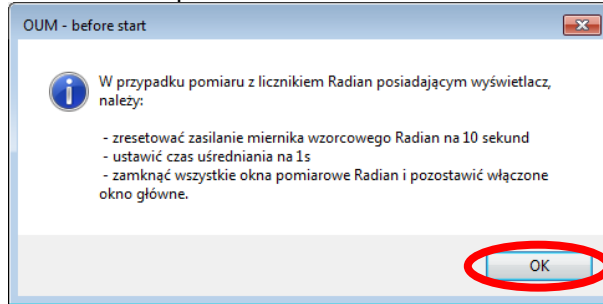 OUM - before start
W przypadku pomiaru z licznikiem Radian posiadającym wyświetlacz,
należy:
- zresetować zasilanie miernika wzorcowego Radian na 10 sekund
- ustawić czas uśredniania na 1s
- zamknąć wszystkie okna pomiarowe Radian i pozostawić włączone
okno główne.
OK